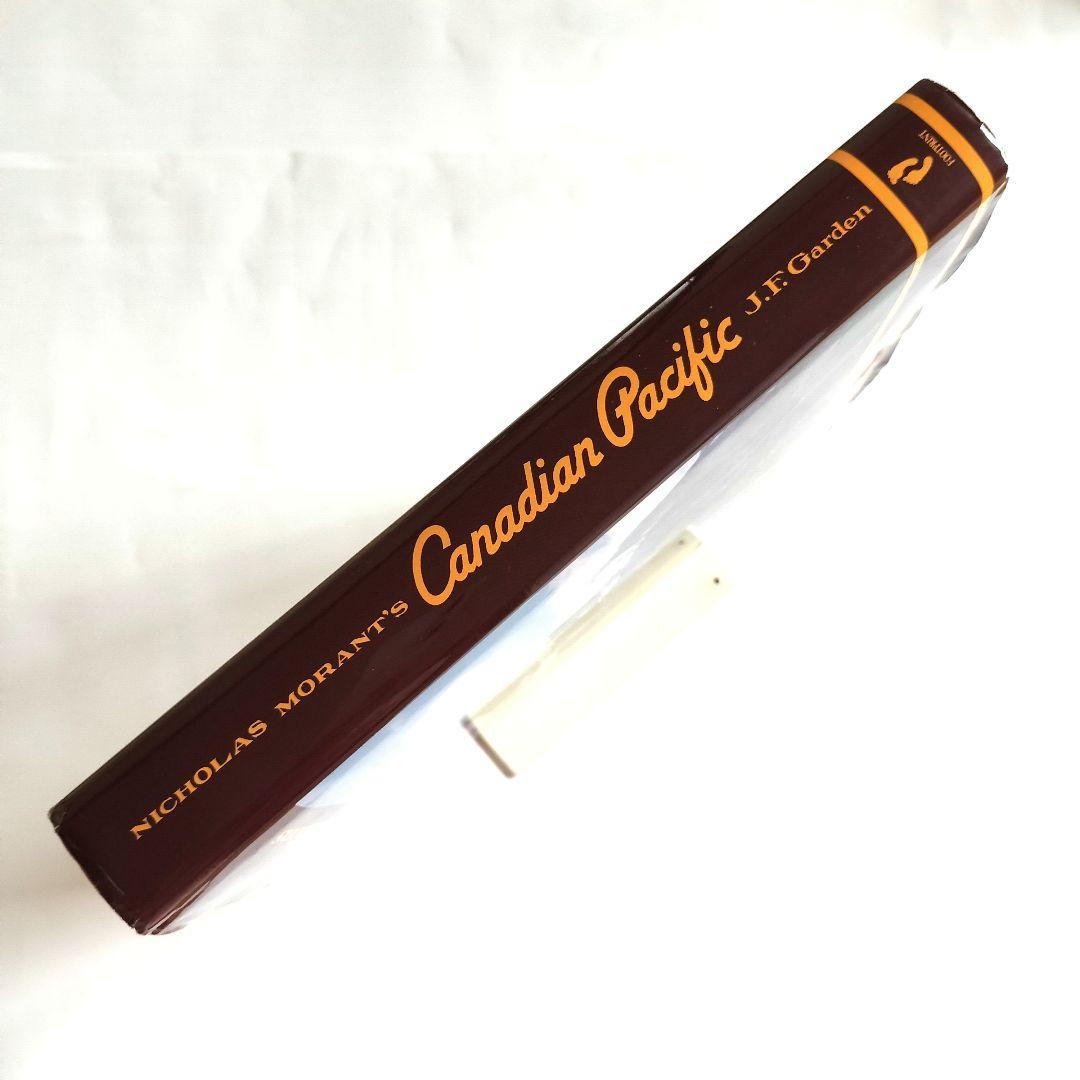 NICHOLAS MORANT'S Canadian Pacific J.F. Garden
FOOTPRINT